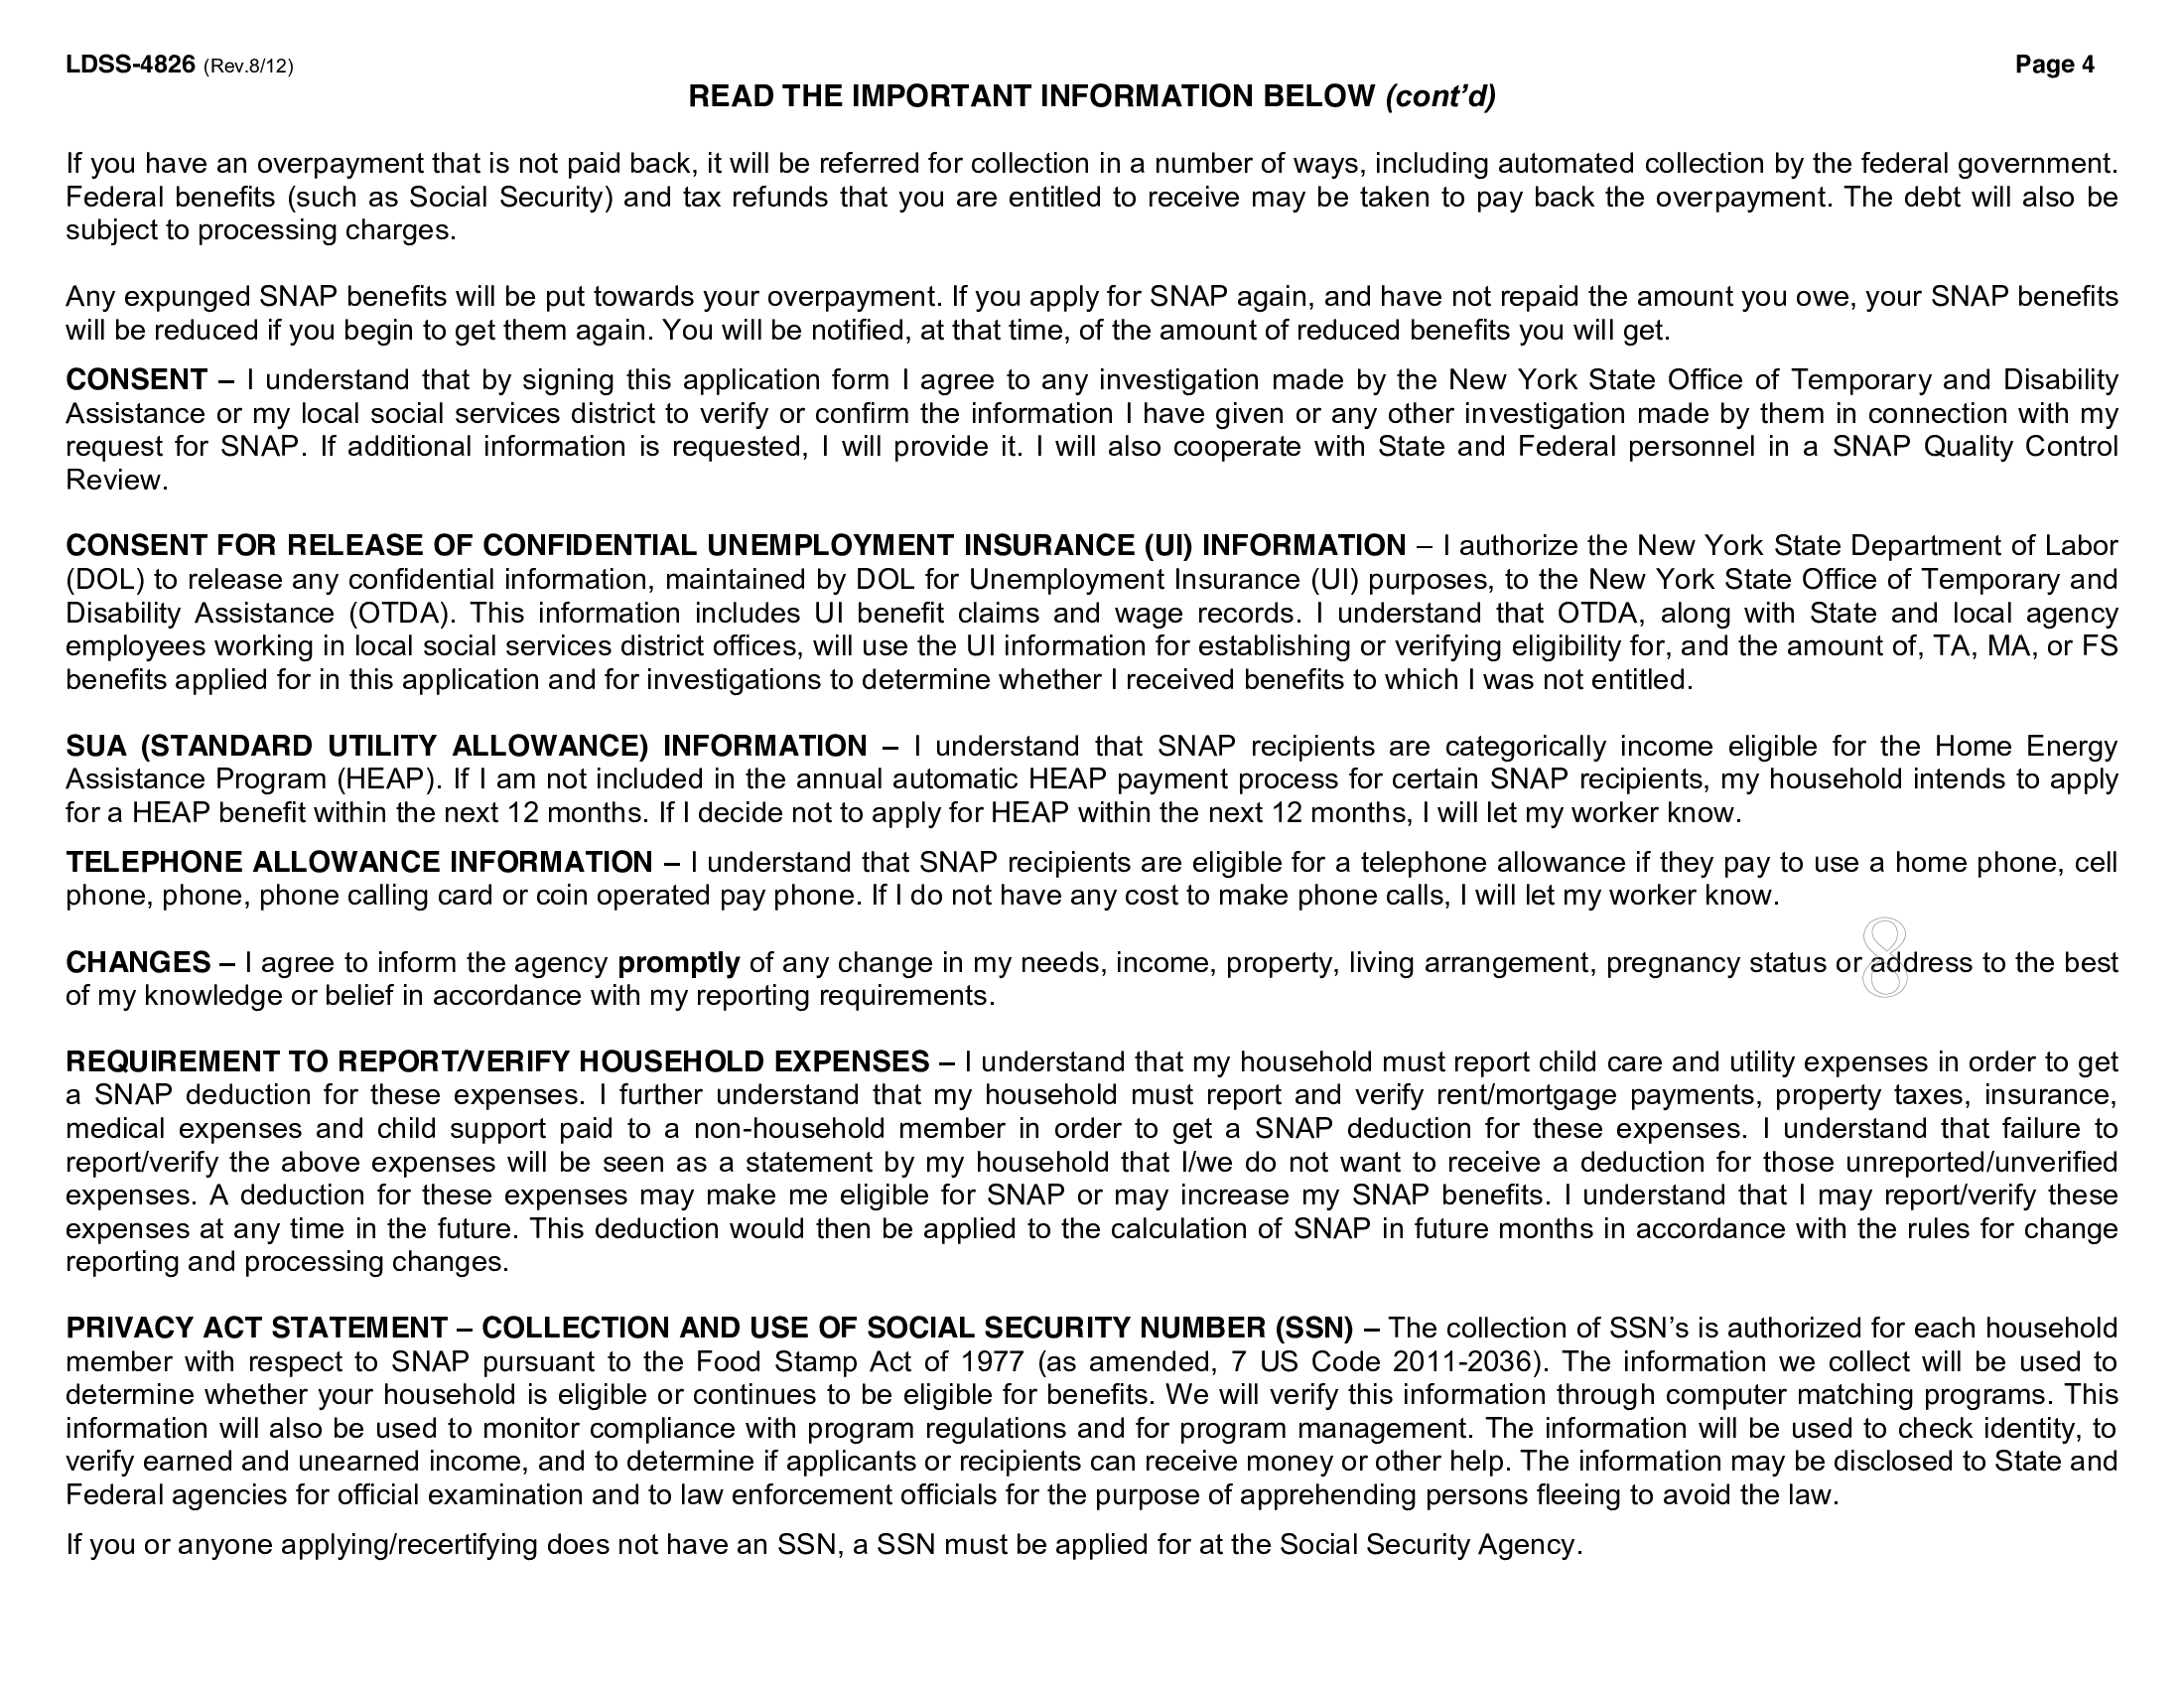 LDSS-4826 (Rev.8/12) Page 4
READ THE IMPORTANT INFORMATION BELOW (cont’d)
If you have an overpayment that is not paid back, it will be referred for collection in a number of ways, including automated collection by the federal government.
Federal benefits (such as Social Security) and tax refunds that you are entitled to receive may be taken to pay back the overpayment. The debt will also be
subject to processing charges.
Any expunged SNAP benefits will be put towards your overpayment. If you apply for SNAP again, and have not repaid the amount you owe, your SNAP benefits
will be reduced if you begin to get them again. You will be notified, at that time, of the amount of reduced benefits you will get.
CONSENT – I understand that by signing this application form I agree to any investigation made by the New York State Office of Temporary and Disability
Assistance or my local social services district to verify or confirm the information I have given or any other investigation made by them in connection with my
request for SNAP. If additional information is requested, I will provide it. I will also cooperate with State and Federal personnel in a SNAP Quality Control
Review.
CONSENT FOR RELEASE OF CONFIDENTIAL UNEMPLOYMENT INSURANCE (UI) INFORMATION – I authorize the New York State Department of Labor
(DOL) to release any confidential information, maintained by DOL for Unemployment Insurance (UI) purposes, to the New York State Office of Temporary and
Disability Assistance (OTDA). This information includes UI benefit claims and wage records. I understand that OTDA, along with State and local agency
employees working in local social services district offices, will use the UI information for establishing or verifying eligibility for, and the amount of, TA, MA, or FS
benefits applied for in this application and for investigations to determine whether I received benefits to which I was not entitled.
SUA (STANDARD UTILITY ALLOWANCE) INFORMATION – I understand that SNAP recipients are categorically income eligible for the Home Energy
Assistance Program (HEAP). If I am not included in the annual automatic HEAP payment process for certain SNAP recipients, my household intends to apply
for a HEAP benefit within the next 12 months. If I decide not to apply for HEAP within the next 12 months, I will let my worker know.
TELEPHONE ALLOWANCE INFORMATION – I understand that SNAP recipients are eligible for a telephone allowance if they pay to use a home phone, cell
phone, phone, phone calling card or coin operated pay phone. If I do not have any cost to make phone calls, I will let my worker know.
8
CHANGES – I agree to inform the agency promptly of any change in my needs, income, property, living arrangement, pregnancy status or address to the best
of my knowledge or belief in accordance with my reporting requirements.
REQUIREMENT TO REPORT/VERIFY HOUSEHOLD EXPENSES – I understand that my household must report child care and utility expenses in order to get
a SNAP deduction for these expenses. I further understand that my household must report and verify rent/mortgage payments, property taxes, insurance,
medical expenses and child support paid to a non-household member in order to get a SNAP deduction for these expenses. I understand that failure to
report/verify the above expenses will be seen as a statement by my household that I/we do not want to receive a deduction for those unreported/unverified
expenses. A deduction for these expenses may make me eligible for SNAP or may increase my SNAP benefits. I understand that I may report/verify these
expenses at any time in the future. This deduction would then be applied to the calculation of SNAP in future months in accordance with the rules for change
reporting and processing changes.
PRIVACY ACT STATEMENT – COLLECTION AND USE OF SOCIAL SECURITY NUMBER (SSN) – The collection of SSN’s is authorized for each household
member with respect to SNAP pursuant to the Food Stamp Act of 1977 (as amended, 7 US Code 2011-2036). The information we collect will be used to
determine whether your household is eligible or continues to be eligible for benefits. We will verify this information through computer matching programs. This
information will also be used to monitor compliance with program regulations and for program management. The information will be used to check identity, to
verify earned and unearned income, and to determine if applicants or recipients can receive money or other help. The information may be disclosed to State and
Federal agencies for official examination and to law enforcement officials for the purpose of apprehending persons fleeing to avoid the law.
If you or anyone applying/recertifying does not have an SSN, a SSN must be applied for at the Social Security Agency.